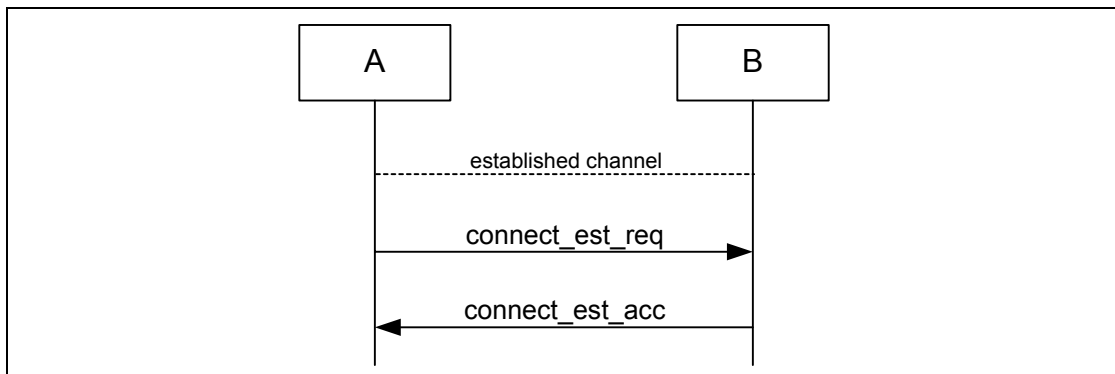 A
B
established channel
connect_est_req
connect_est_acc